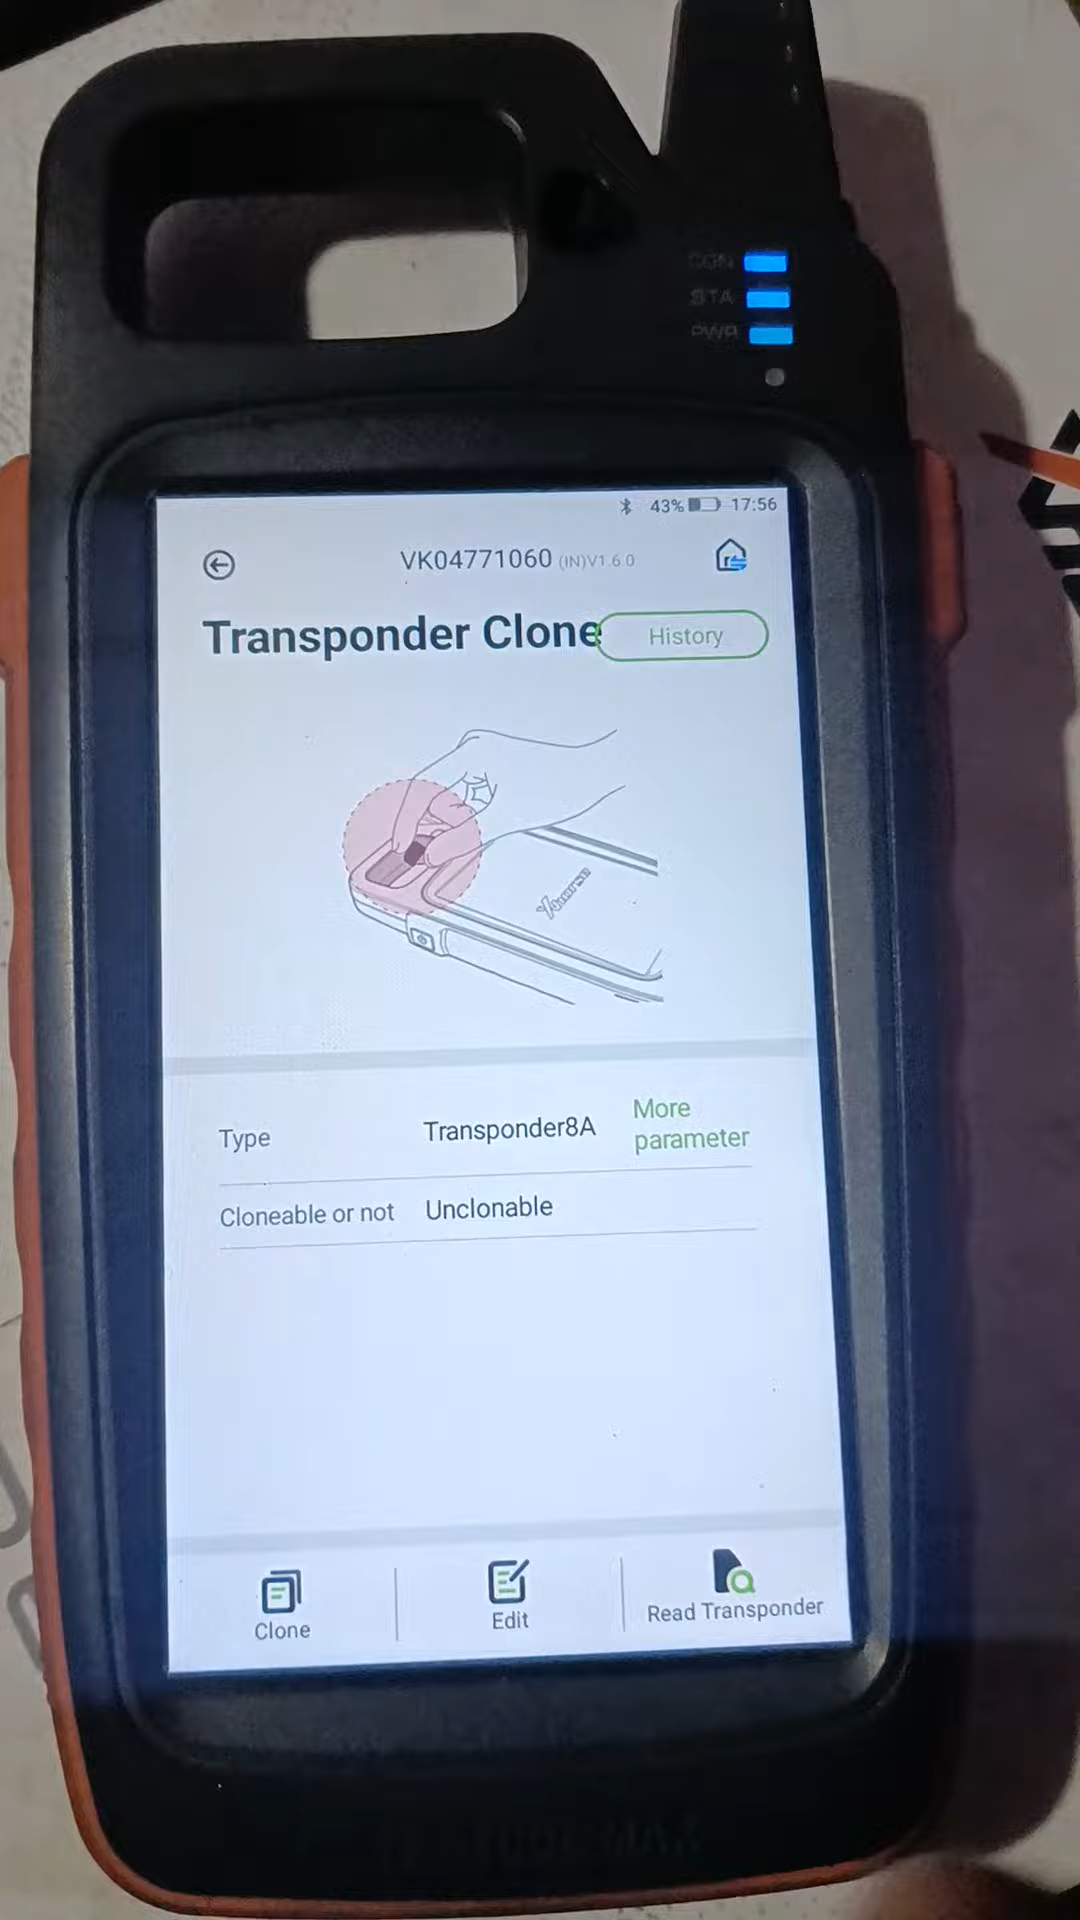 CON
STA
PWR
43% 17:56
VK04771060 (IN)V1.6.0
Transponder Clone
History
Xhorse
Type Transponder8A More parameter
Cloneable or not Unclonable
Clone
Edit
Read Transponder